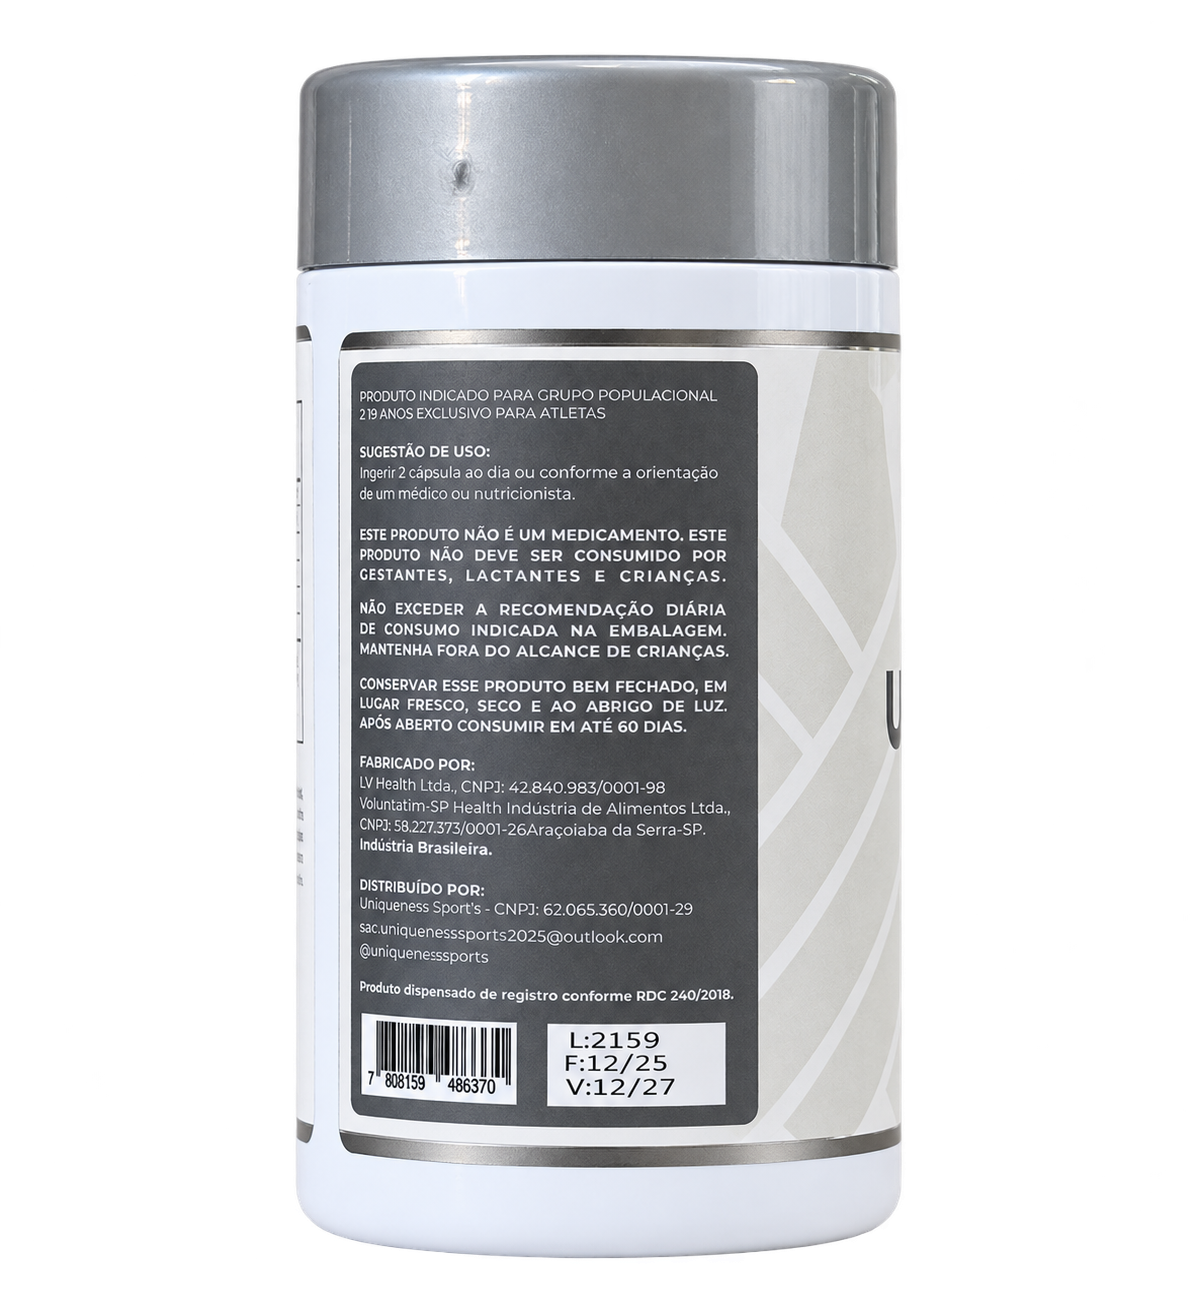 PRODUTO INDICADO PARA GRUPO POPULACIONAL
2 19 ANOS EXCLUSIVO PARA ATLETAS
SUGESTÃO DE USO:
Ingerir 2 cápsula ao dia ou conforme a orientação
de um médico ou nutricionista.
ESTE PRODUTO NÃO É UM MEDICAMENTO. ESTE
PRODUTO NÃO DEVE SER CONSUMIDO POR
GESTANTES, LACTANTES E CRIANÇAS.
NÃO EXCEDER A RECOMENDAÇÃO DIÁRIA
DE CONSUMO INDICADA NA EMBALAGEM.
MANTENHA FORA DO ALCANCE DE CRIANÇAS.
CONSERVAR ESSE PRODUTO BEM FECHADO, EM
LUGAR FRESCO, SECO E AO ABRIGO DE LUZ.
APÓS ABERTO CONSUMIR EM ATÉ 60 DIAS.
FABRICADO POR:
LV Health Ltda., CNPJ: 42.840.983/0001-98
Voluntatim-SP Health Indústria de Alimentos Ltda.,
CNPJ: 58.227.373/0001-26Araçoiaba da Serra-SP.
Indústria Brasileira.
DISTRIBUÍDO POR:
Uniqueness Sport's - CNPJ: 62.065.360/0001-29
sac.uniquenesssports2025@outlook.com
@uniquenesssports
Produto dispensado de registro conforme RDC 240/2018.
7 808159 486370
L:2159
F:12/25
V:12/27
U